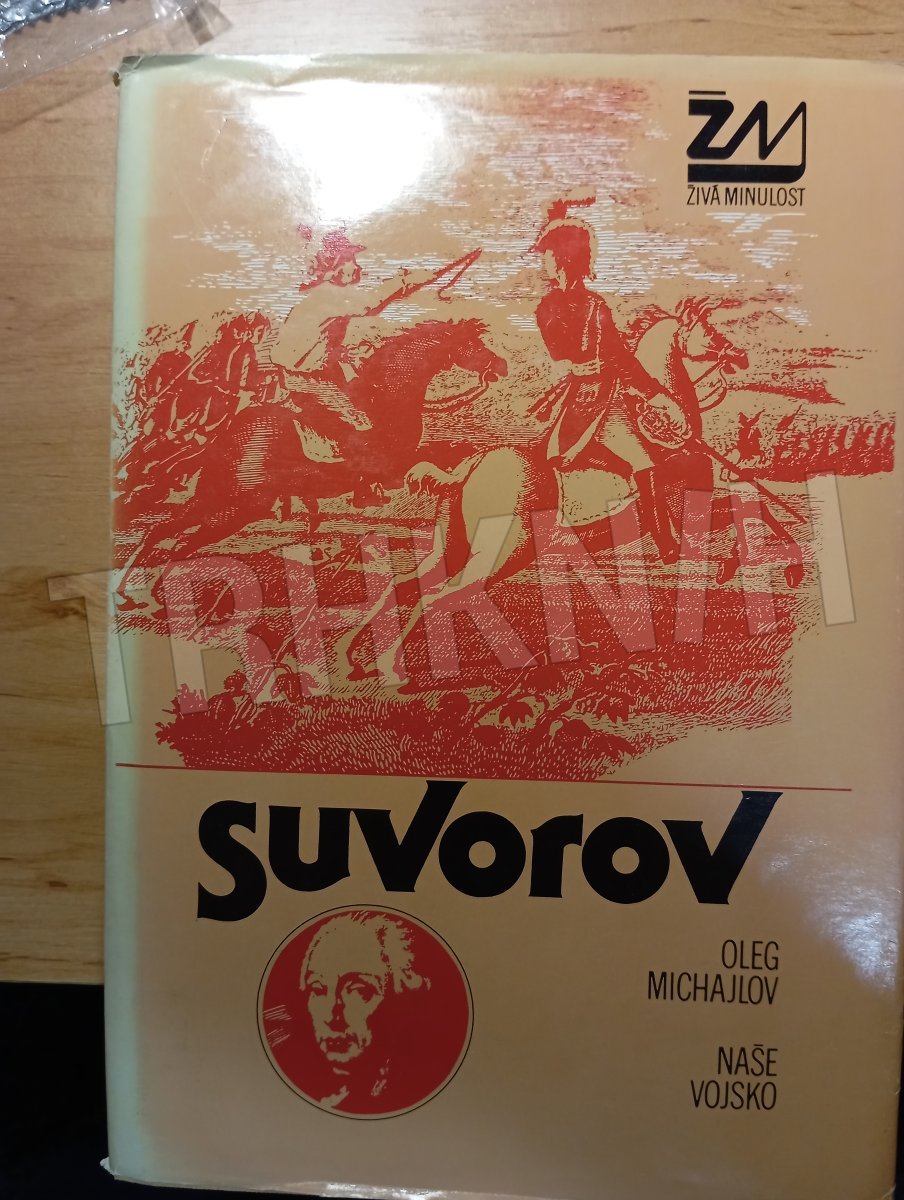 ŽM
ŽIVÁ MINULOST
TRHKNIH
suvorov
OLEG
MICHAJLOV
NAŠE
VOJSKO